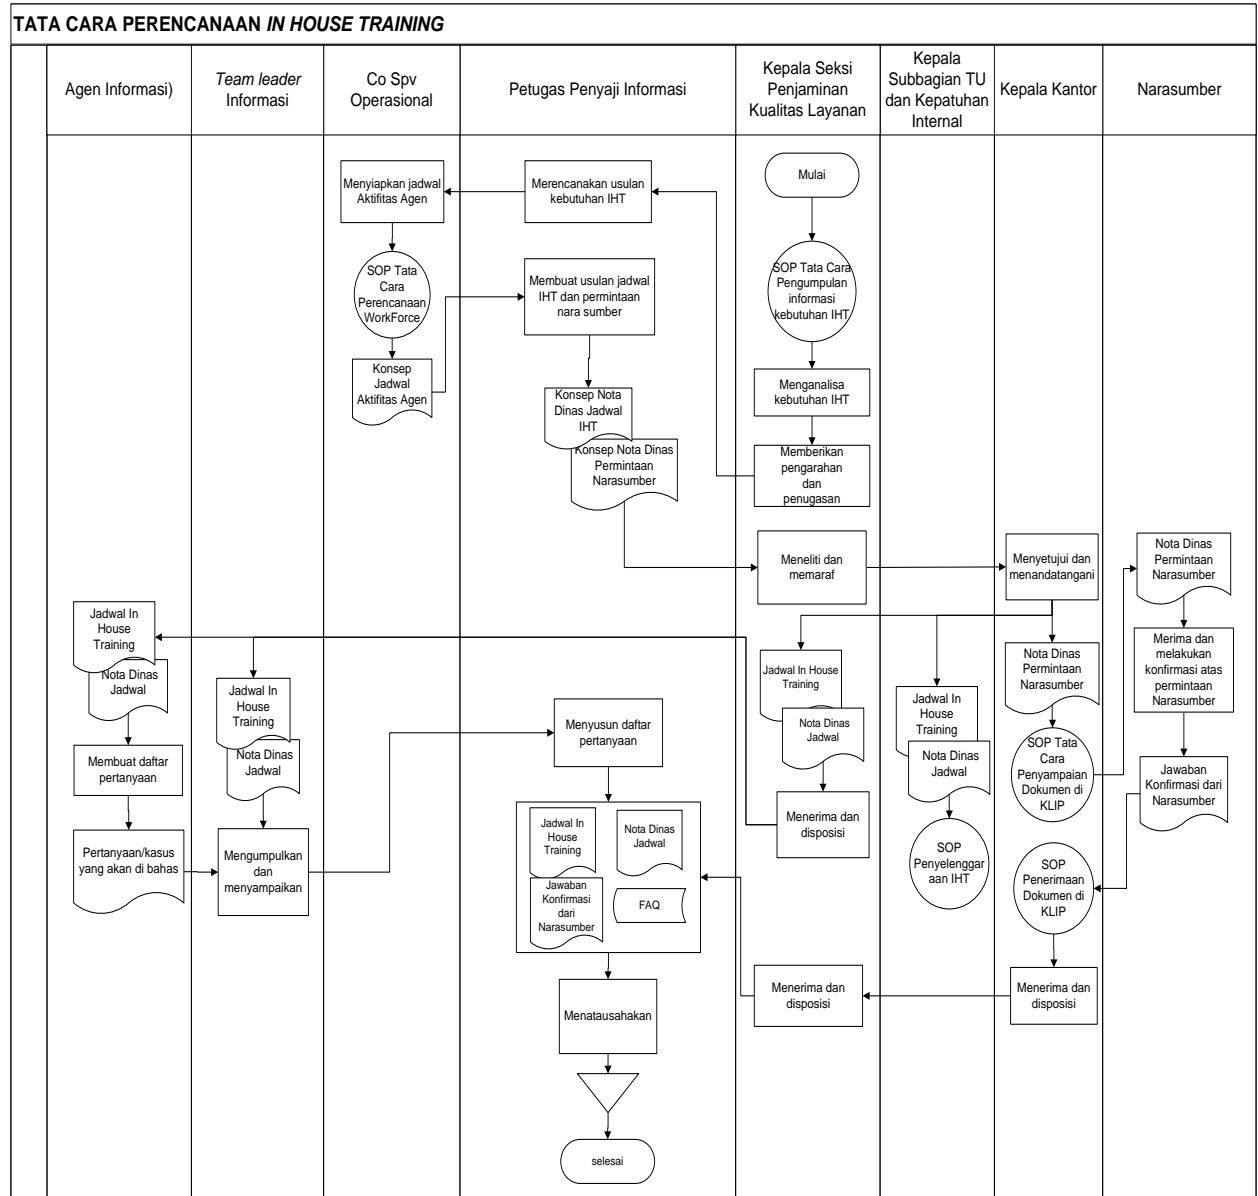 TATA CARA PERENCANAAN IN HOUSE TRAINING
Agen Informasi)
Team leader
Informasi
Co Spv
Operasional
Petugas Penyaji Informasi
Kepala Seksi
Penjaminan
Kualitas Layanan
Kepala
Subbagian TU
dan Kepatuhan
Internal
Kepala Kantor
Narasumber
Mulai
SOP Tata Cara
Pengumpulan
informasi
kebutuhan IHT
Menganalisa
kebutuhan IHT
Memberikan
pengarahan
dan
penugasan
Merencanakan usulan
kebutuhan IHT
Menyiapkan jadwal
Aktifitas Agen
SOP Tata
Cara
Perencanaan
WorkForce
Konsep
Jadwal
Aktifitas Agen
Membuat usulan jadwal
IHT dan permintaan
nara sumber
Konsep Nota
Dinas Jadwal
IHT
Konsep Nota Dinas
Permintaan
Narasumber
Meneliti dan
memaraf
Menyetujui dan
menandatangani
Nota Dinas
Permintaan
Narasumber
SOP Tata
Cara
Penyampaian
Dokumen di
KLIP
Nota Dinas
Permintaan
Narasumber
Merima dan
melakukan
konfirmasi atas
permintaan
Narasumber
Jawaban
Konfirmasi dari
Narasumber
SOP
Penerimaan
Dokumen di
KLIP
Menerima dan
disposisi
Menerima dan
disposisi
Jadwal In
House
Training
Nota Dinas
Jadwal
SOP
Penyelenggar
aan IHT
Jadwal In House
Training
Nota Dinas
Jadwal
Menerima dan
disposisi
Jadwal In
House
Training
Nota Dinas
Jadwal
Membuat daftar
pertanyaan
Pertanyaan/kasus
yang akan di bahas
Jadwal In
House
Training
Nota Dinas
Jadwal
Mengumpulkan
dan
menyampaikan
Menyusun daftar
pertanyaan
Jadwal In
House
Training
Nota Dinas
Jadwal
Jawaban
Konfirmasi
dari
Narasumber
FAQ
Menatausahakan
selesai